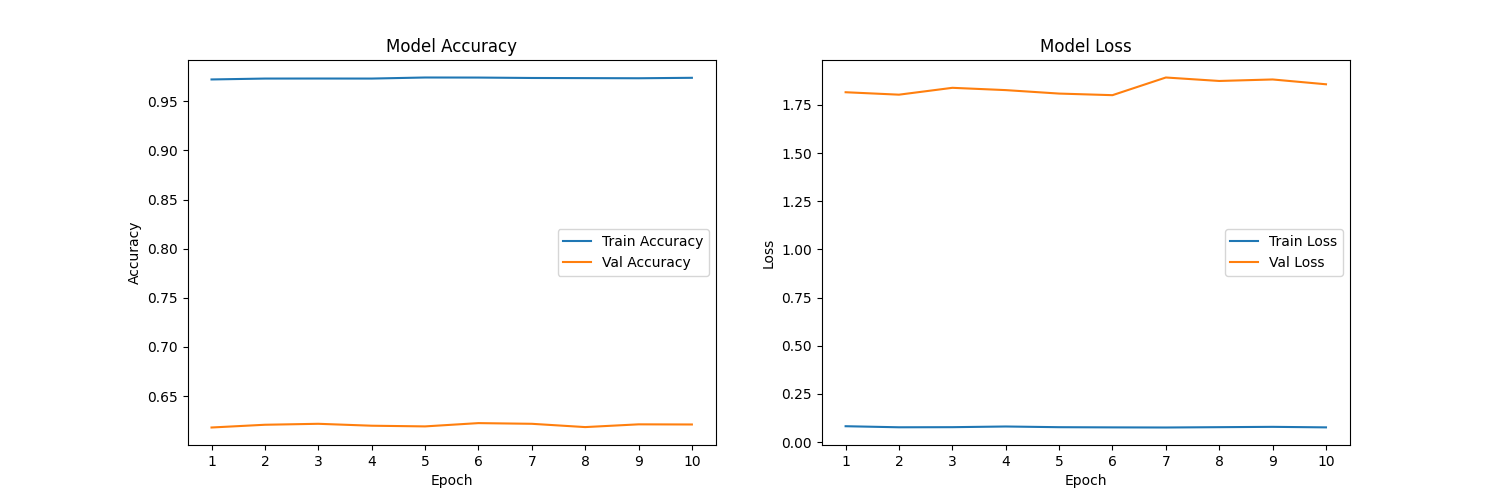 Model Accuracy
Accuracy
0.95
0.90
0.85
0.80
0.75
0.70
0.65
Train Accuracy
Val Accuracy
1 2 3 4 5 6 7 8 9 10
Epoch
Model Loss
Loss
1.75
1.50
1.25
1.00
0.75
0.50
0.25
0.00
Train Loss
Val Loss
1 2 3 4 5 6 7 8 9 10
Epoch